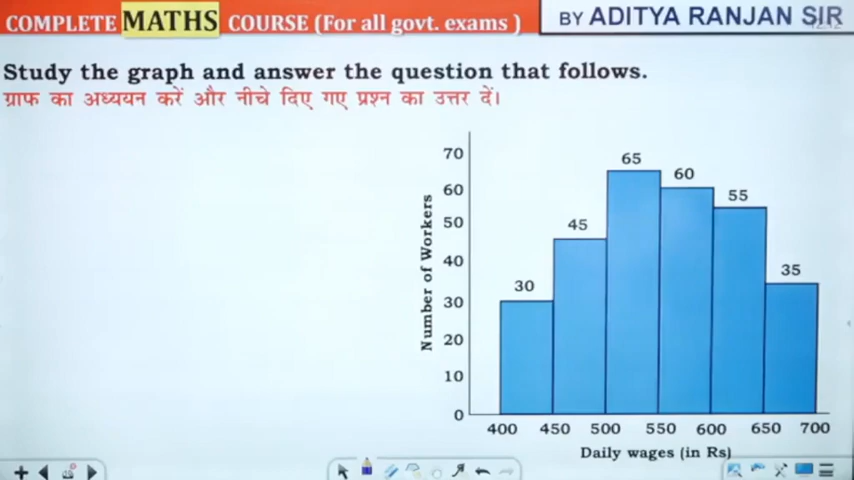 COMPLETE MATHS COURSE (For all govt. exams )
BY ADITYA RANJAN SIR
Study the graph and answer the question that follows.
ग्राफ का अध्ययन करें और नीचे दिए गए प्रश्न का उत्तर दें।
70
60
50
40
30
20
10
0
Number of Workers
30
45
65
60
55
35
400 450 500 550 600 650 700
Daily wages (in Rs)